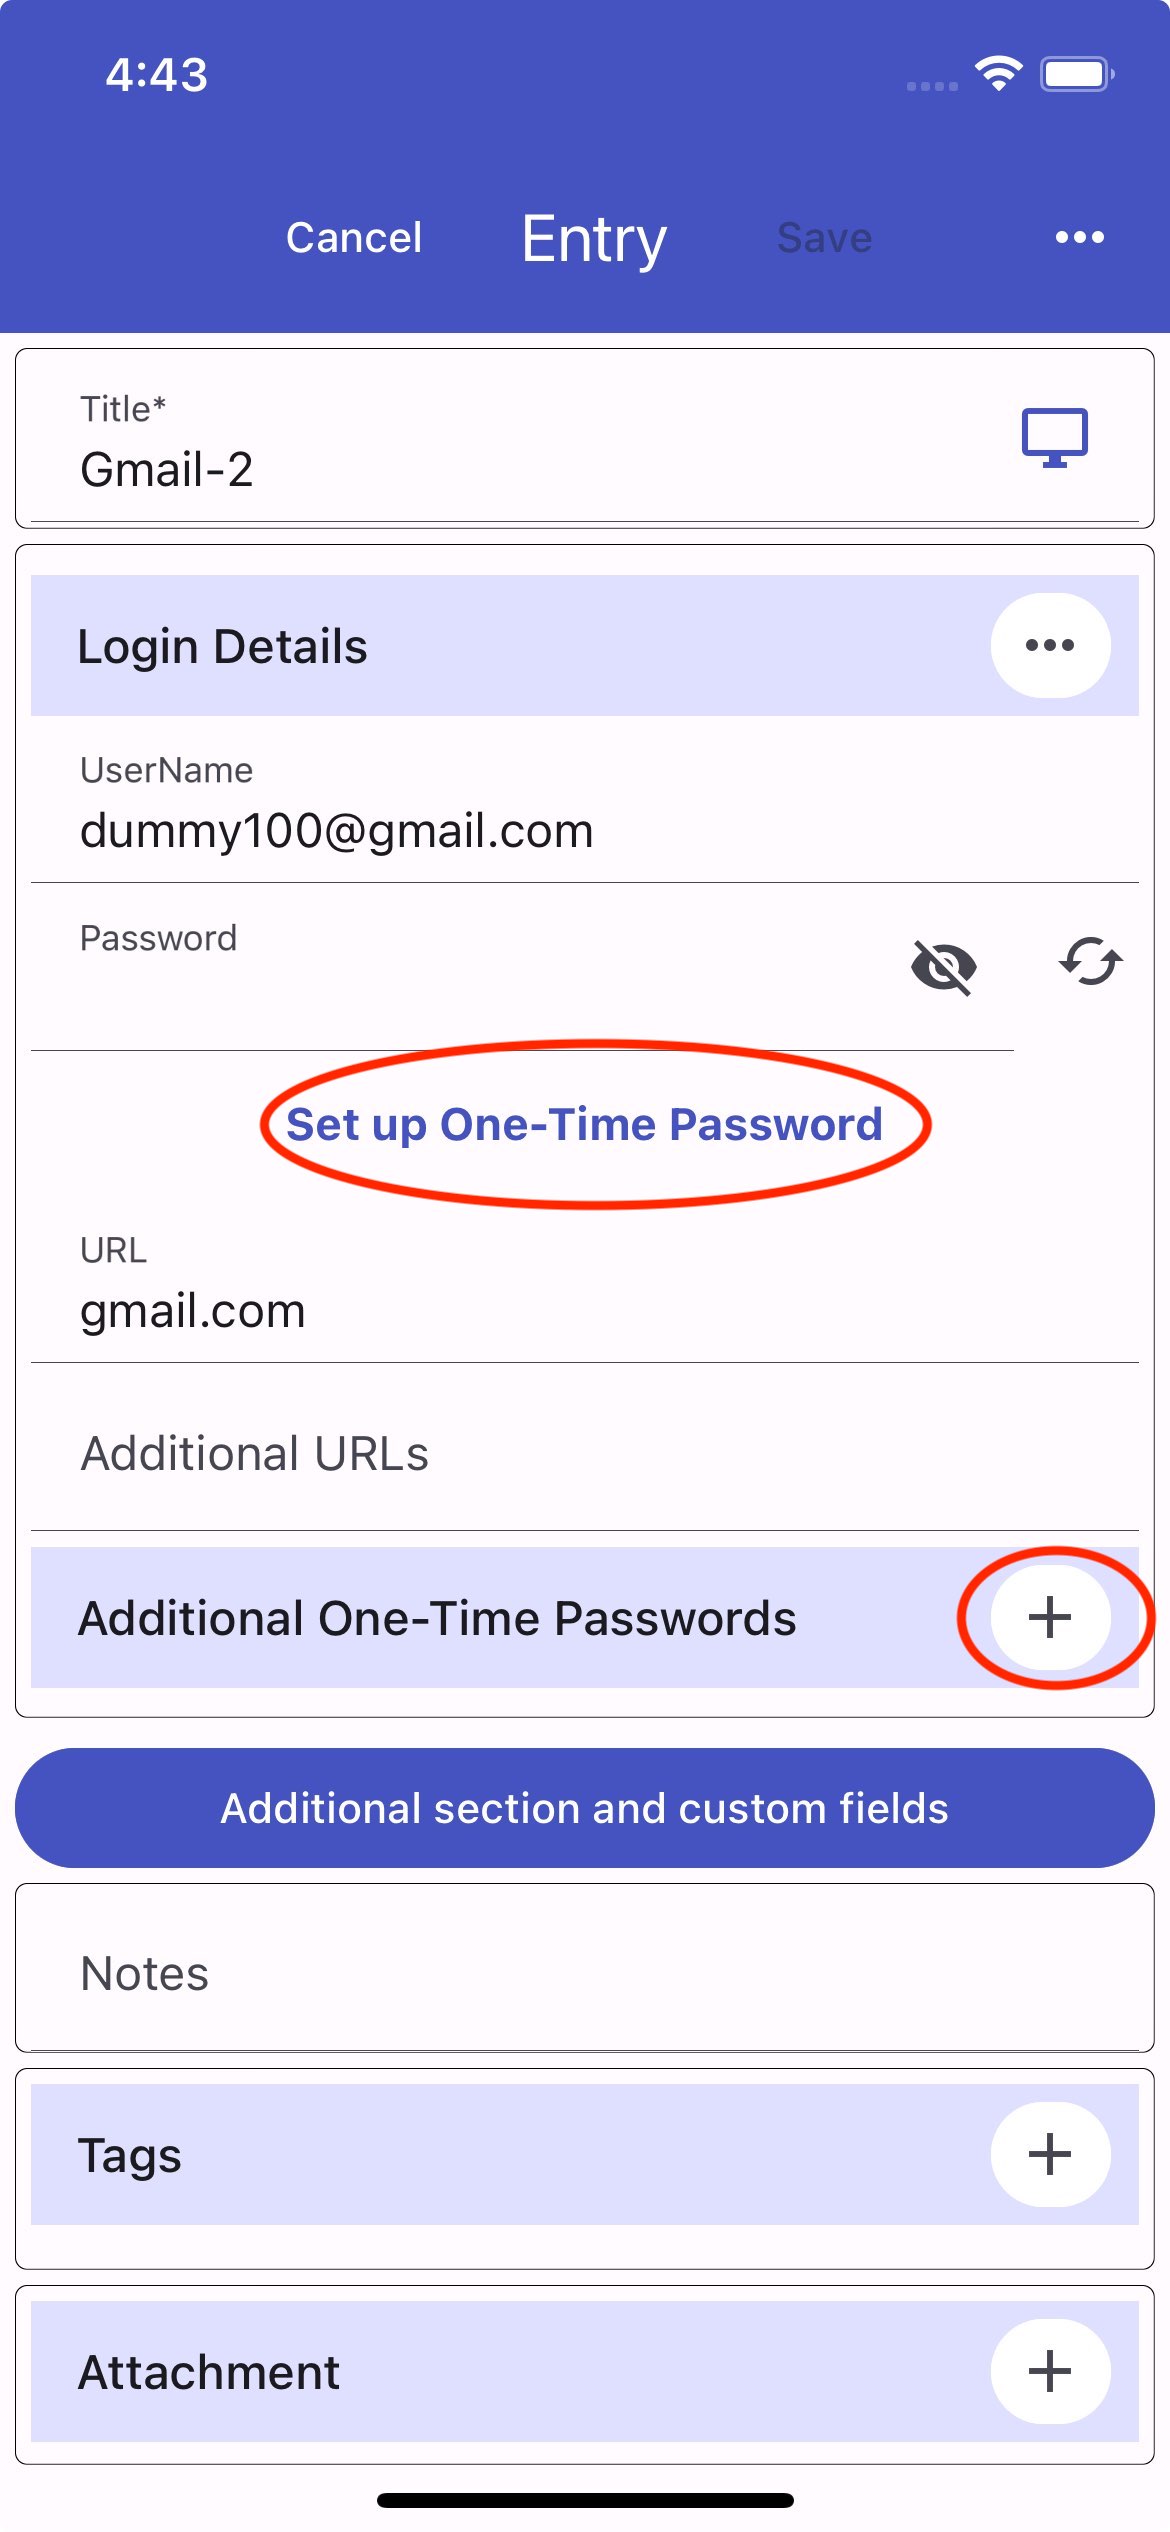 4:43
Cancel Entry Save
Title*
Gmail-2
Login Details
UserName
dummy100@gmail.com
Password
Set up One-Time Password
URL
gmail.com
Additional URLs
Additional One-Time Passwords
Additional section and custom fields
Notes
Tags
Attachment